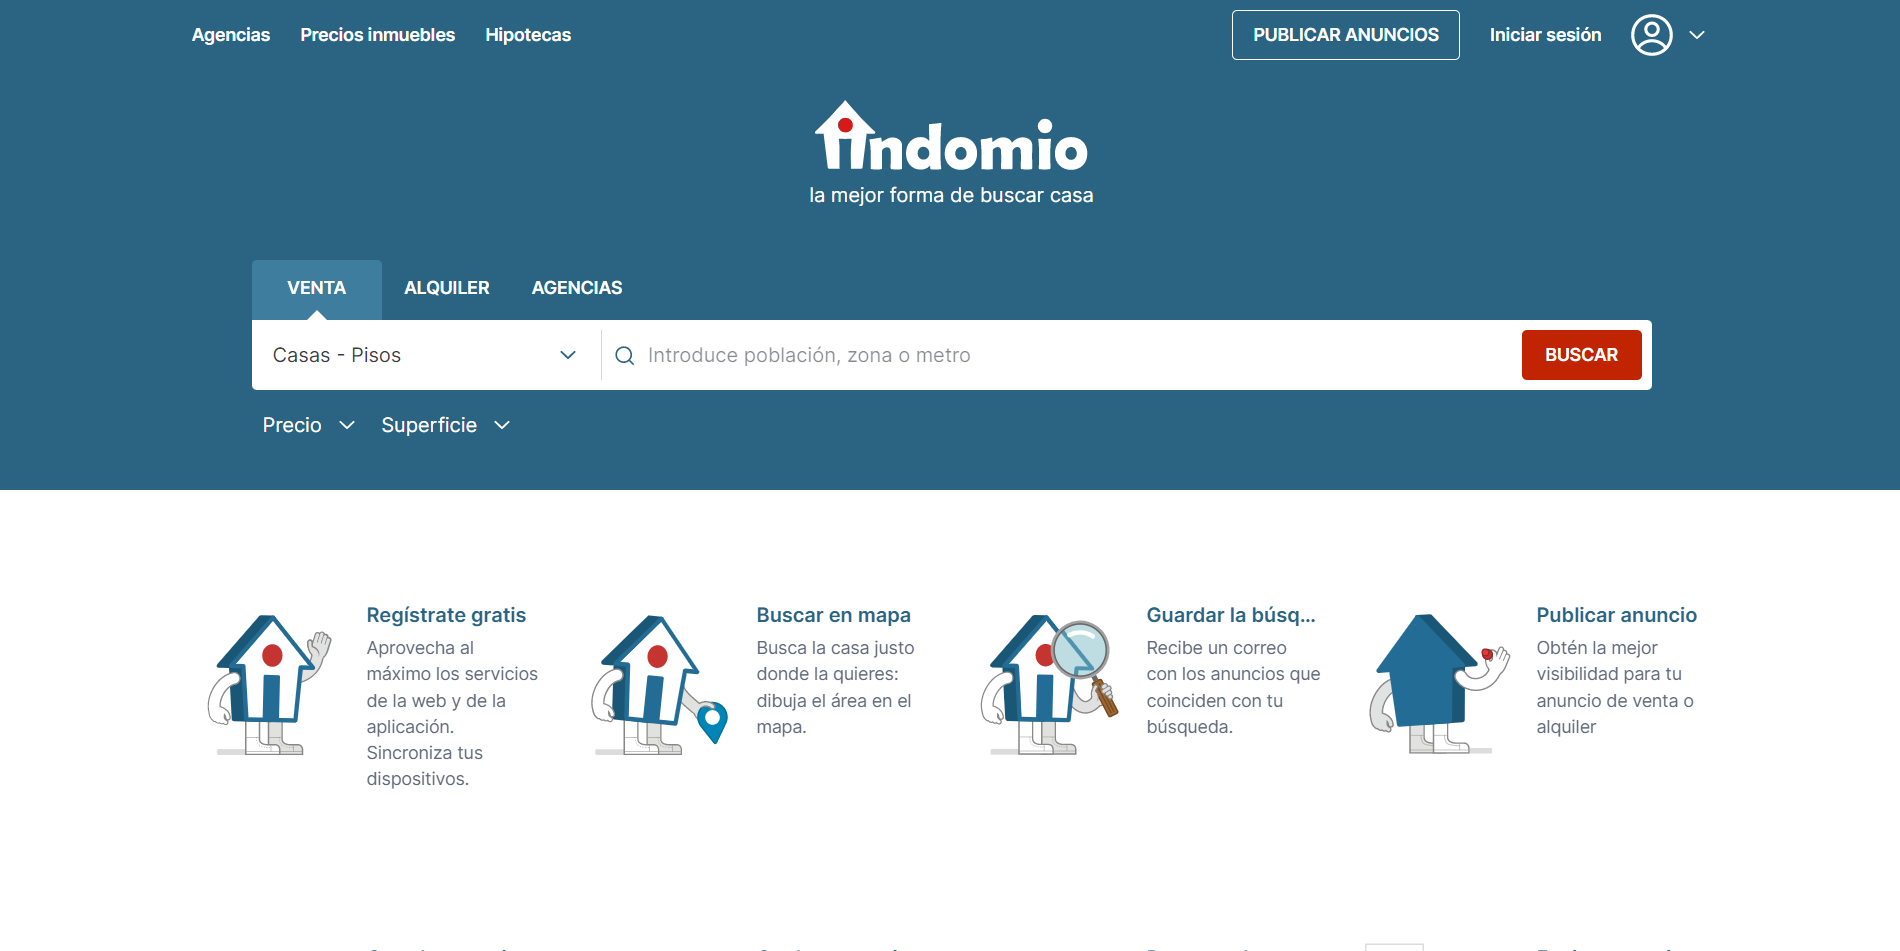 Agencias Precios inmuebles Hipotecas PUBLICAR ANUNCIOS Iniciar sesión
indomio
la mejor forma de buscar casa
VENTA ALQUILER AGENCIAS
Casas - Pisos Introduce población, zona o metro BUSCAR
Precio Superficie
Regístrate gratis
Aprovecha al
máximo los servicios
de la web y de la
aplicación.
Sincroniza tus
dispositivos.
Buscar en mapa
Busca la casa justo
donde la quieres:
dibuja el área en el
mapa.
Guardar la búsq...
Recibe un correo
con los anuncios que
coinciden con tu
búsqueda.
Publicar anuncio
Obtén la mejor
visibilidad para tu
anuncio de venta o
alquiler